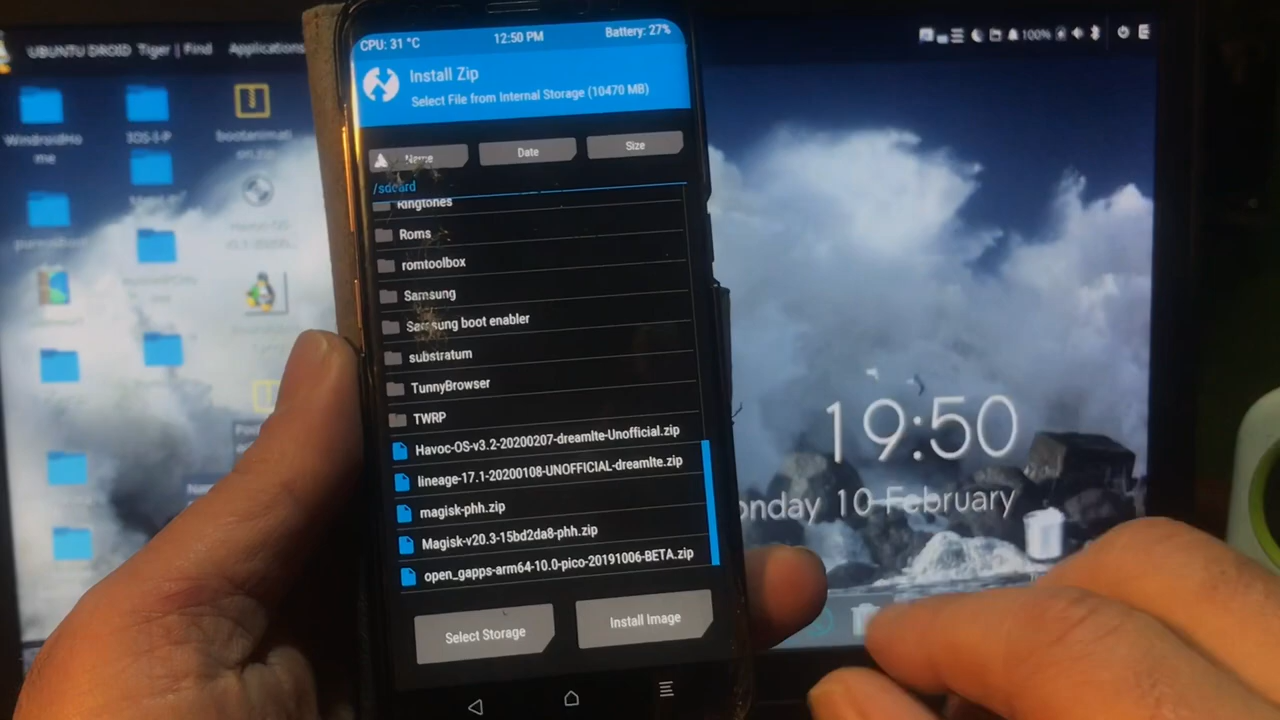 UBUNTU DROID Tiger | Find Applications
100%
3OS-I-P
bootanimati
CPU: 31 °C 12:50 PM Battery: 27%
Install Zip
Select File from Internal Storage (10470 MB)
Name Date Size
/sdcard
Ringtones
Roms
romtoolbox
Samsung
Samsung boot enabler
substratum
TunnyBrowser
TWRP
Havoc-OS-v3.2-20200207-dreamlte-Unofficial.zip
lineage-17.1-20200108-UNOFFICIAL-dreamlte.zip
magisk-phh.zip
Magisk-v20.3-15bd2da8-phh.zip
open_gapps-arm64-10.0-pico-20191006-BETA.zip
Select Storage Install Image
19:50
onday 10 February